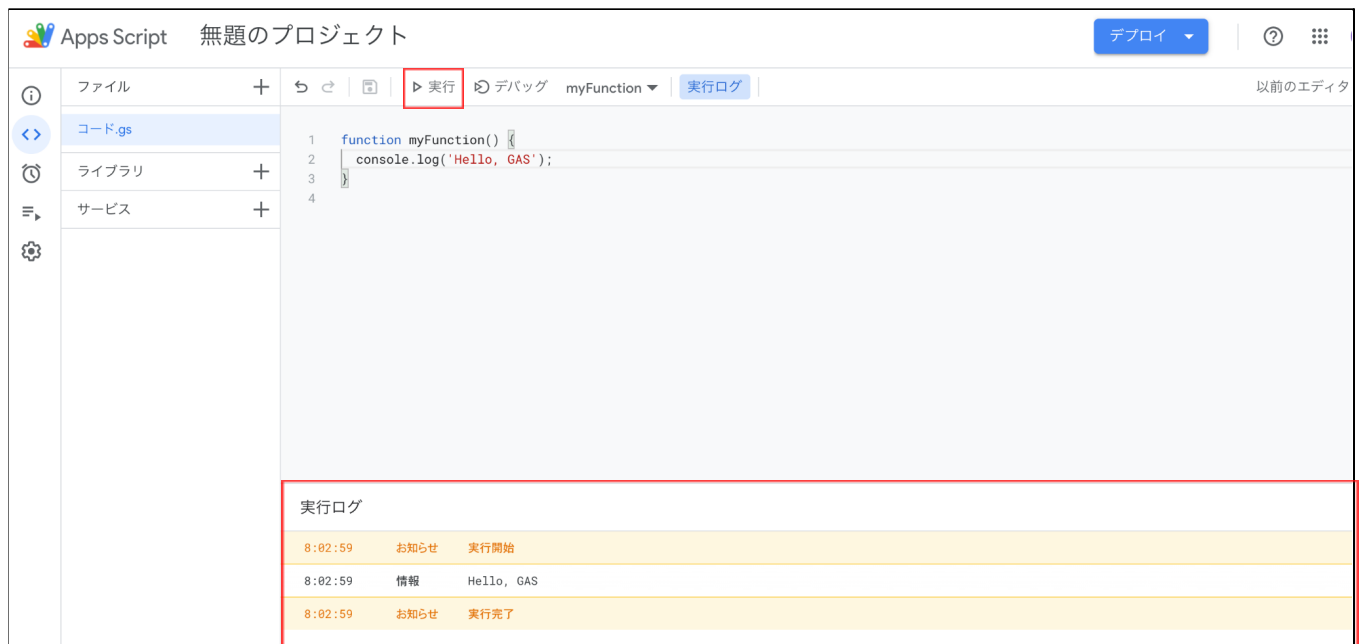 Apps Script 無題のプロジェクト デプロイ
ファイル
実行 デバッグ myFunction 実行ログ 以前のエディタ
コード.gs
ライブラリ
サービス
1 function myFunction() {
2 console.log('Hello, GAS');
3 }
4
実行ログ
8:02:59 お知らせ 実行開始
8:02:59 情報 Hello, GAS
8:02:59 お知らせ 実行完了